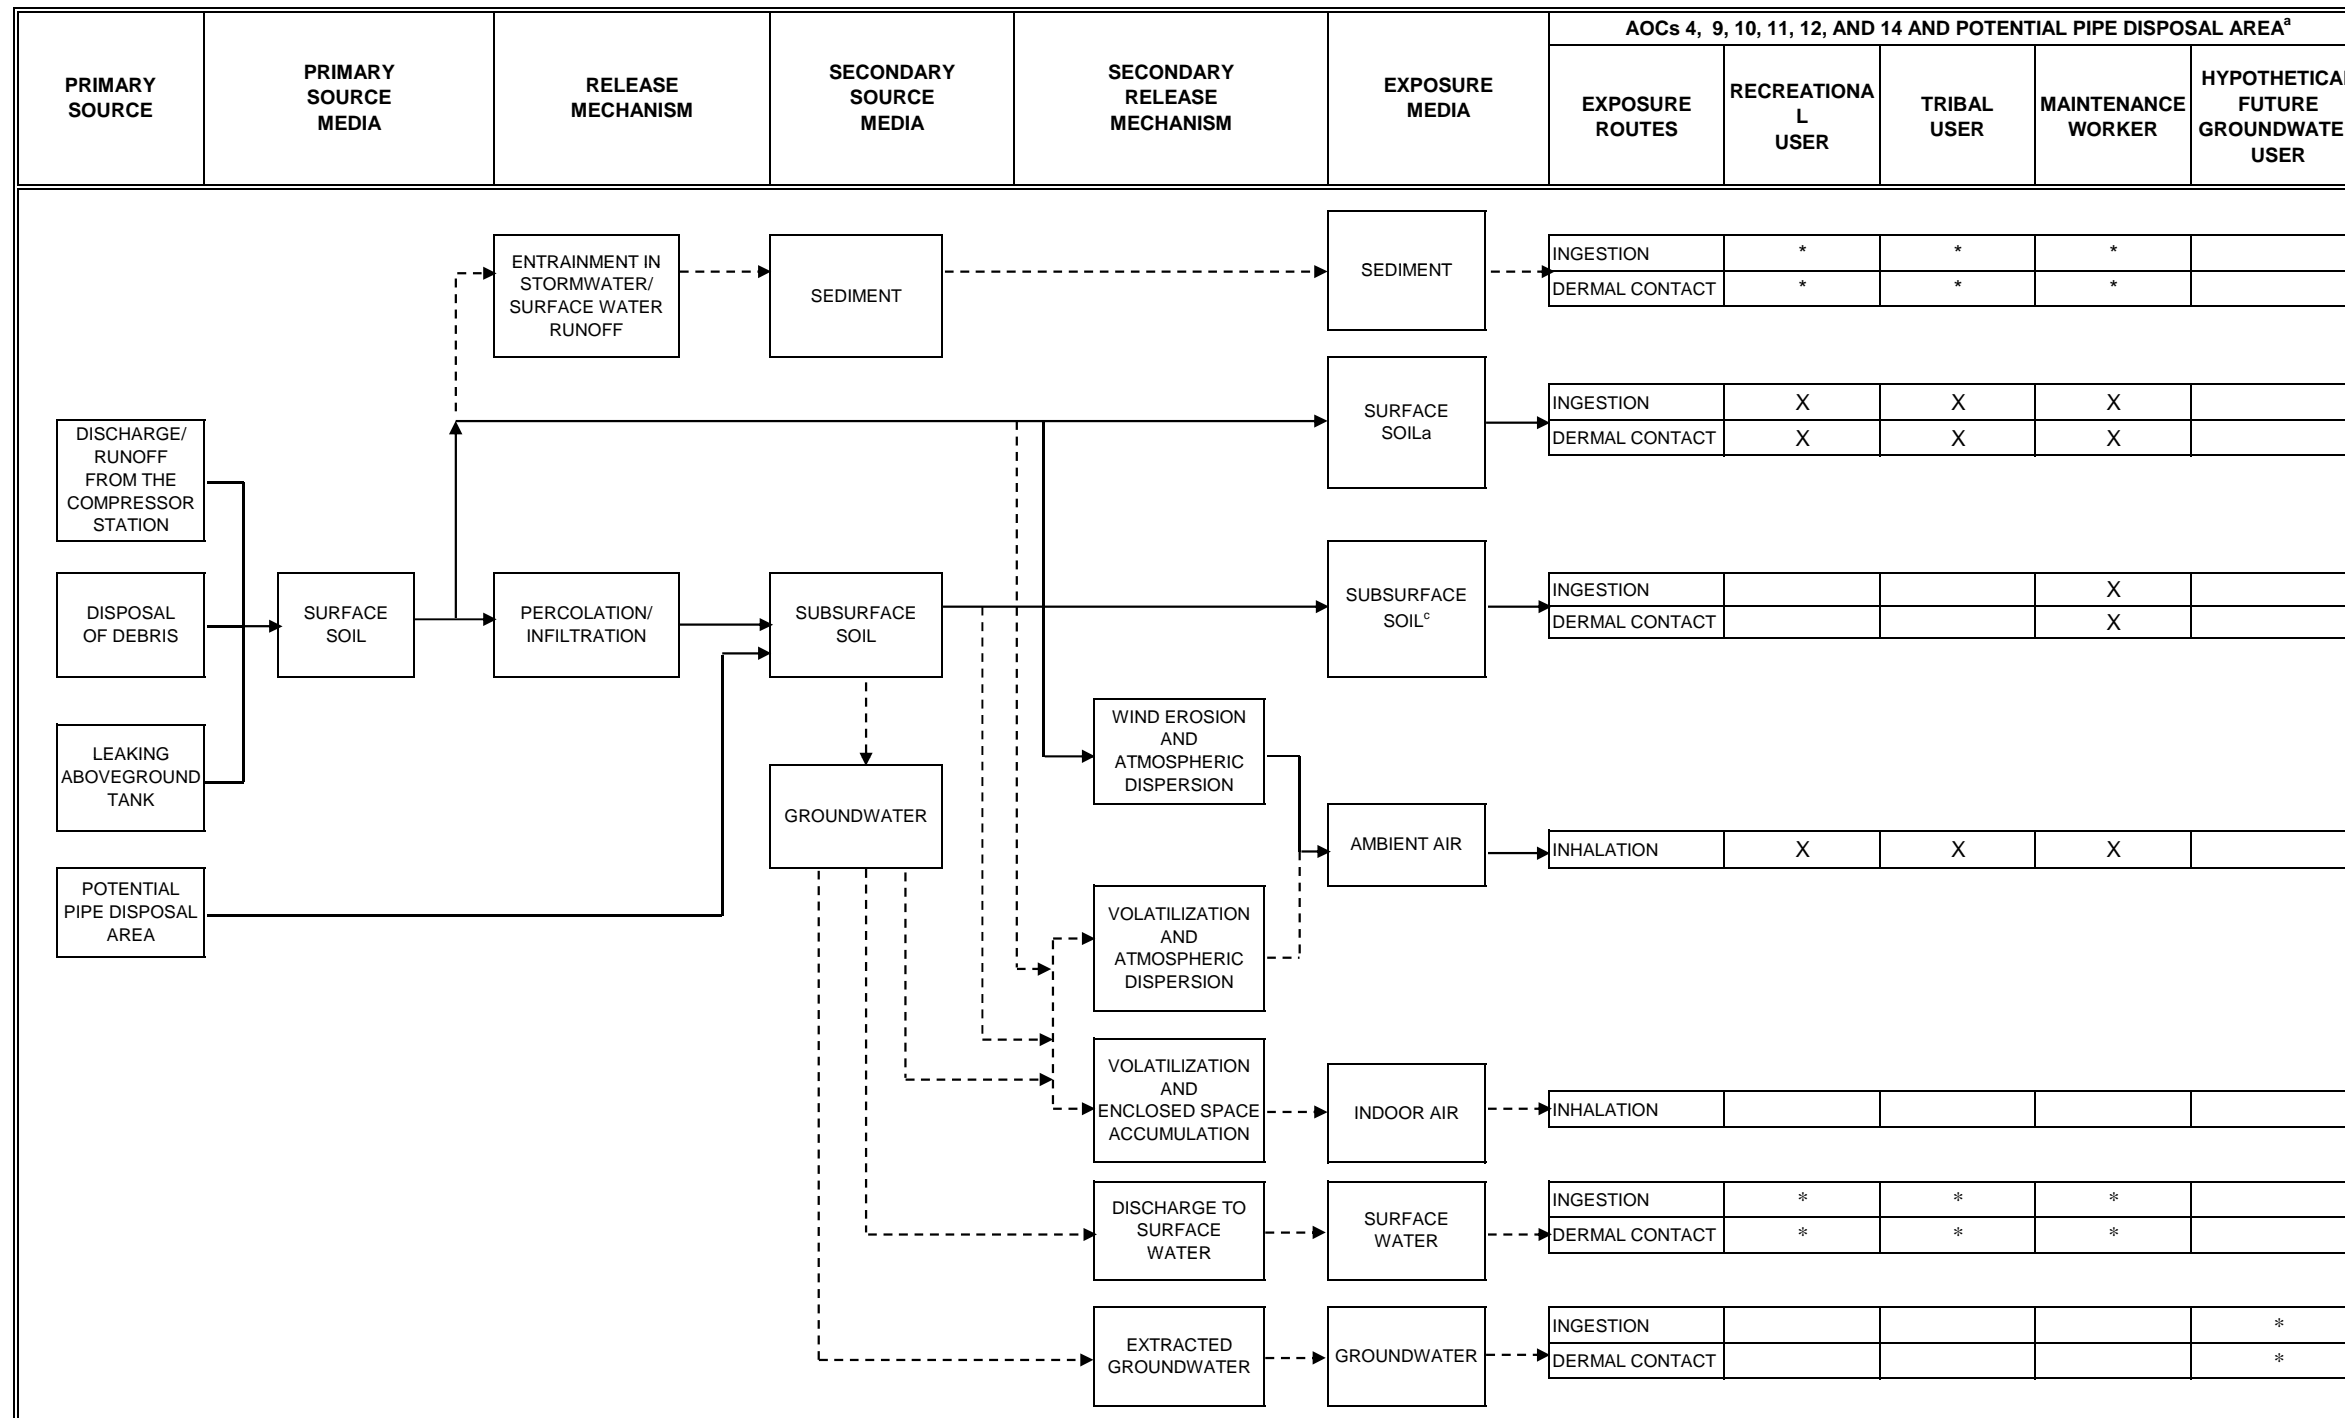 AOCs 4, 9, 10, 11, 12, AND 14 AND POTENTIAL PIPE DISPOSAL AREAa
PRIMARY
SOURCE
PRIMARY
SOURCE
MEDIA
RELEASE
MECHANISM
SECONDARY
SOURCE
MEDIA
SECONDARY
RELEASE
MECHANISM
EXPOSURE
MEDIA
EXPOSURE
ROUTES
RECREATIONA
L
USER
TRIBAL
USER
MAINTENANCE
WORKER
HYPOTHETICAL
FUTURE
GROUNDWATE
USER
ENTRAINMENT IN
STORMWATER/
SURFACE WATER
RUNOFF
SEDIMENT
SEDIMENT
INGESTION * * *
DERMAL CONTACT * * *
SURFACE
SOILa
INGESTION X X X
DERMAL CONTACT X X X
DISCHARGE/
RUNOFF
FROM THE
COMPRESSOR
STATION
DISPOSAL
OF DEBRIS
SURFACE
SOIL
PERCOLATION/
INFILTRATION
SUBSURFACE
SOIL
SUBSURFACE
SOILc
INGESTION X
DERMAL CONTACT X
LEAKING
ABOVEGROUND
TANK
GROUNDWATER
WIND EROSION
AND
ATMOSPHERIC
DISPERSION
AMBIENT AIR
INHALATION X X X
POTENTIAL
PIPE DISPOSAL
AREA
VOLATILIZATION
AND
ATMOSPHERIC
DISPERSION
VOLATILIZATION
AND
ENCLOSED SPACE
ACCUMULATION
INDOOR AIR
INHALATION
DISCHARGE TO
SURFACE
WATER
SURFACE
WATER
INGESTION * * *
DERMAL CONTACT * * *
EXTRACTED
GROUNDWATER
GROUNDWATER
INGESTION *
DERMAL CONTACT *